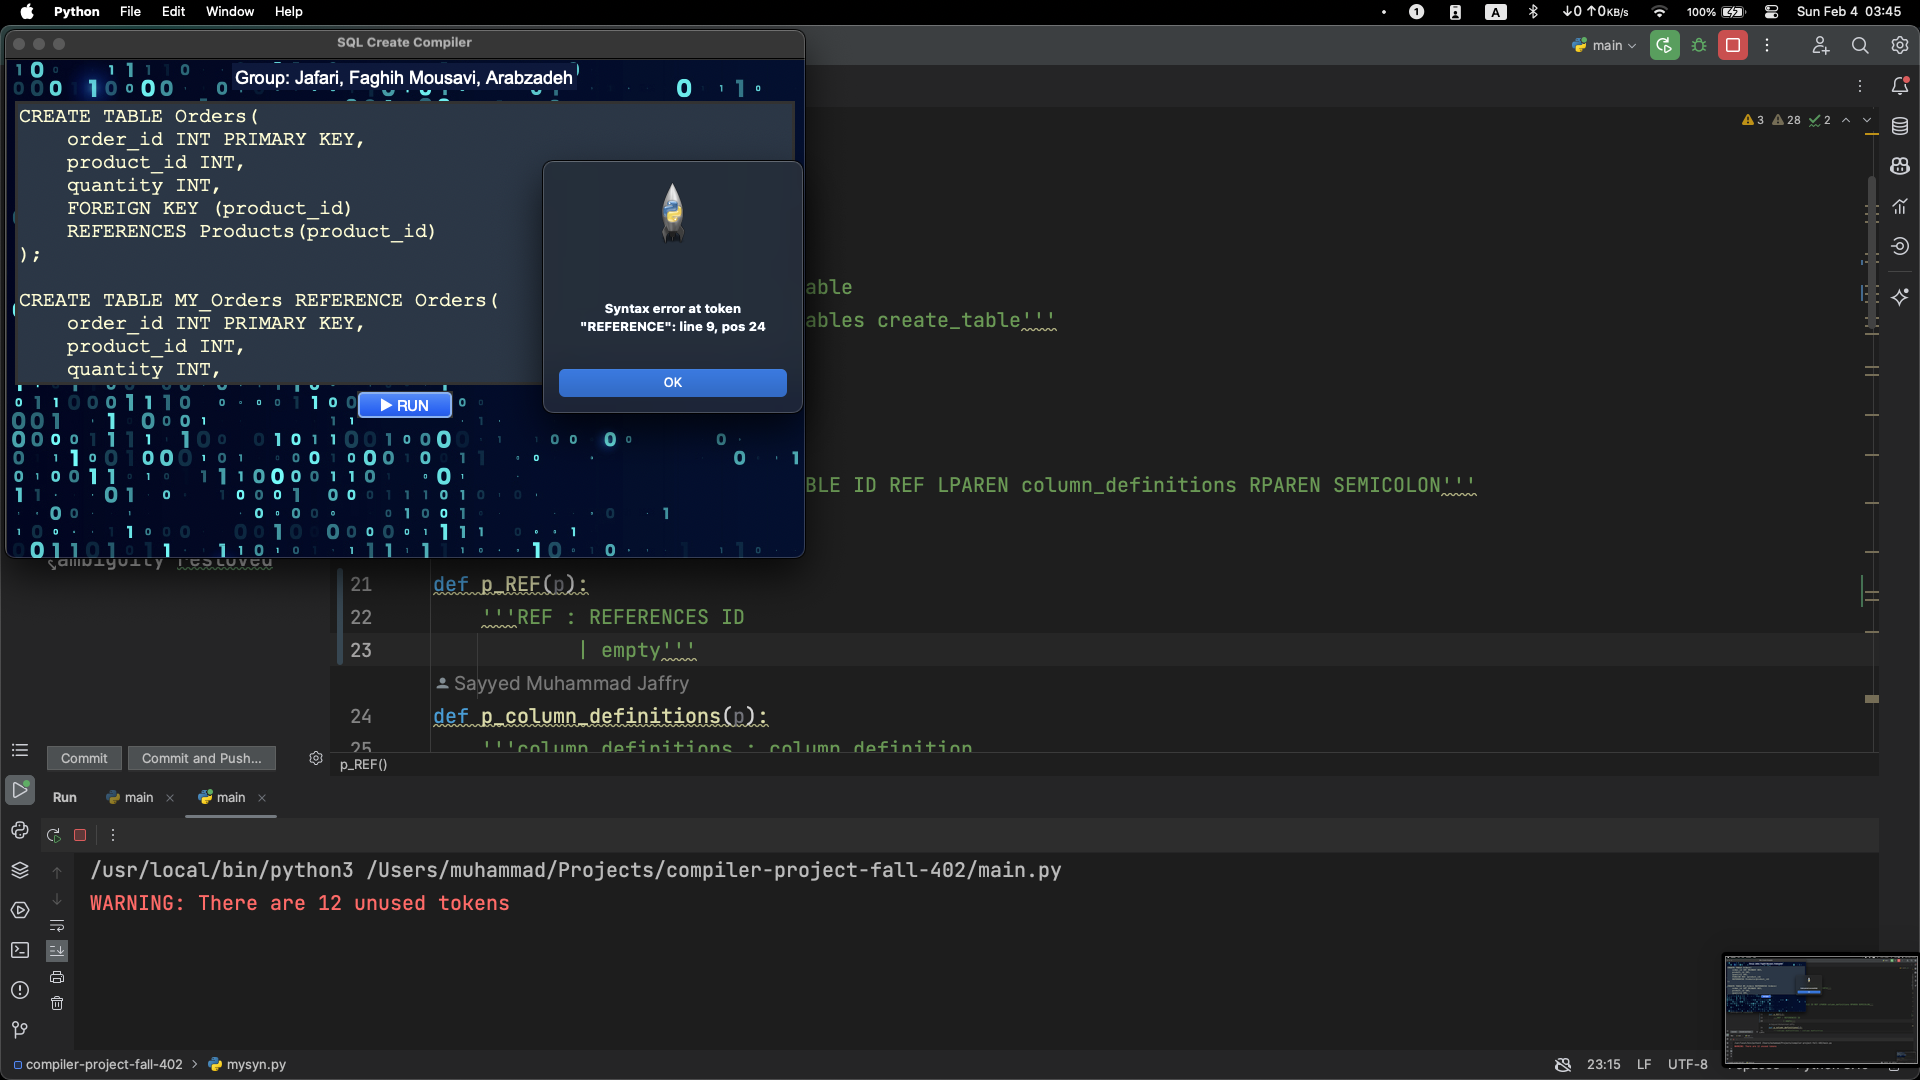 Python File Edit Window Help
1 A ↓0 ↑0KB/s 100% Sun Feb 4 03:45
SQL Create Compiler
main
Group: Jafari, Faghih Mousavi, Arabzadeh
CREATE TABLE Orders(
order_id INT PRIMARY KEY,
product_id INT,
quantity INT,
FOREIGN KEY (product_id)
REFERENCES Products(product_id)
);
CREATE TABLE MY_Orders REFERENCE Orders(
order_id INT PRIMARY KEY,
product_id INT,
quantity INT,
Syntax error at token
"REFERENCE": line 9, pos 24
OK
▶ RUN
3 28 2
able
ables create_table'''
BLE ID REF LPAREN column_definitions RPAREN SEMICOLON'''
21 def p_REF(p):
22 '''REF : REFERENCES ID
23 | empty'''
Sayyed Muhammad Jaffry
24 def p_column_definitions(p):
25 '''column_definitions : column_definition
p_REF()
Commit Commit and Push...
Run main × main ×
/usr/local/bin/python3 /Users/muhammad/Projects/compiler-project-fall-402/main.py
WARNING: There are 12 unused tokens
compiler-project-fall-402 > mysyn.py
23:15 LF UTF-8